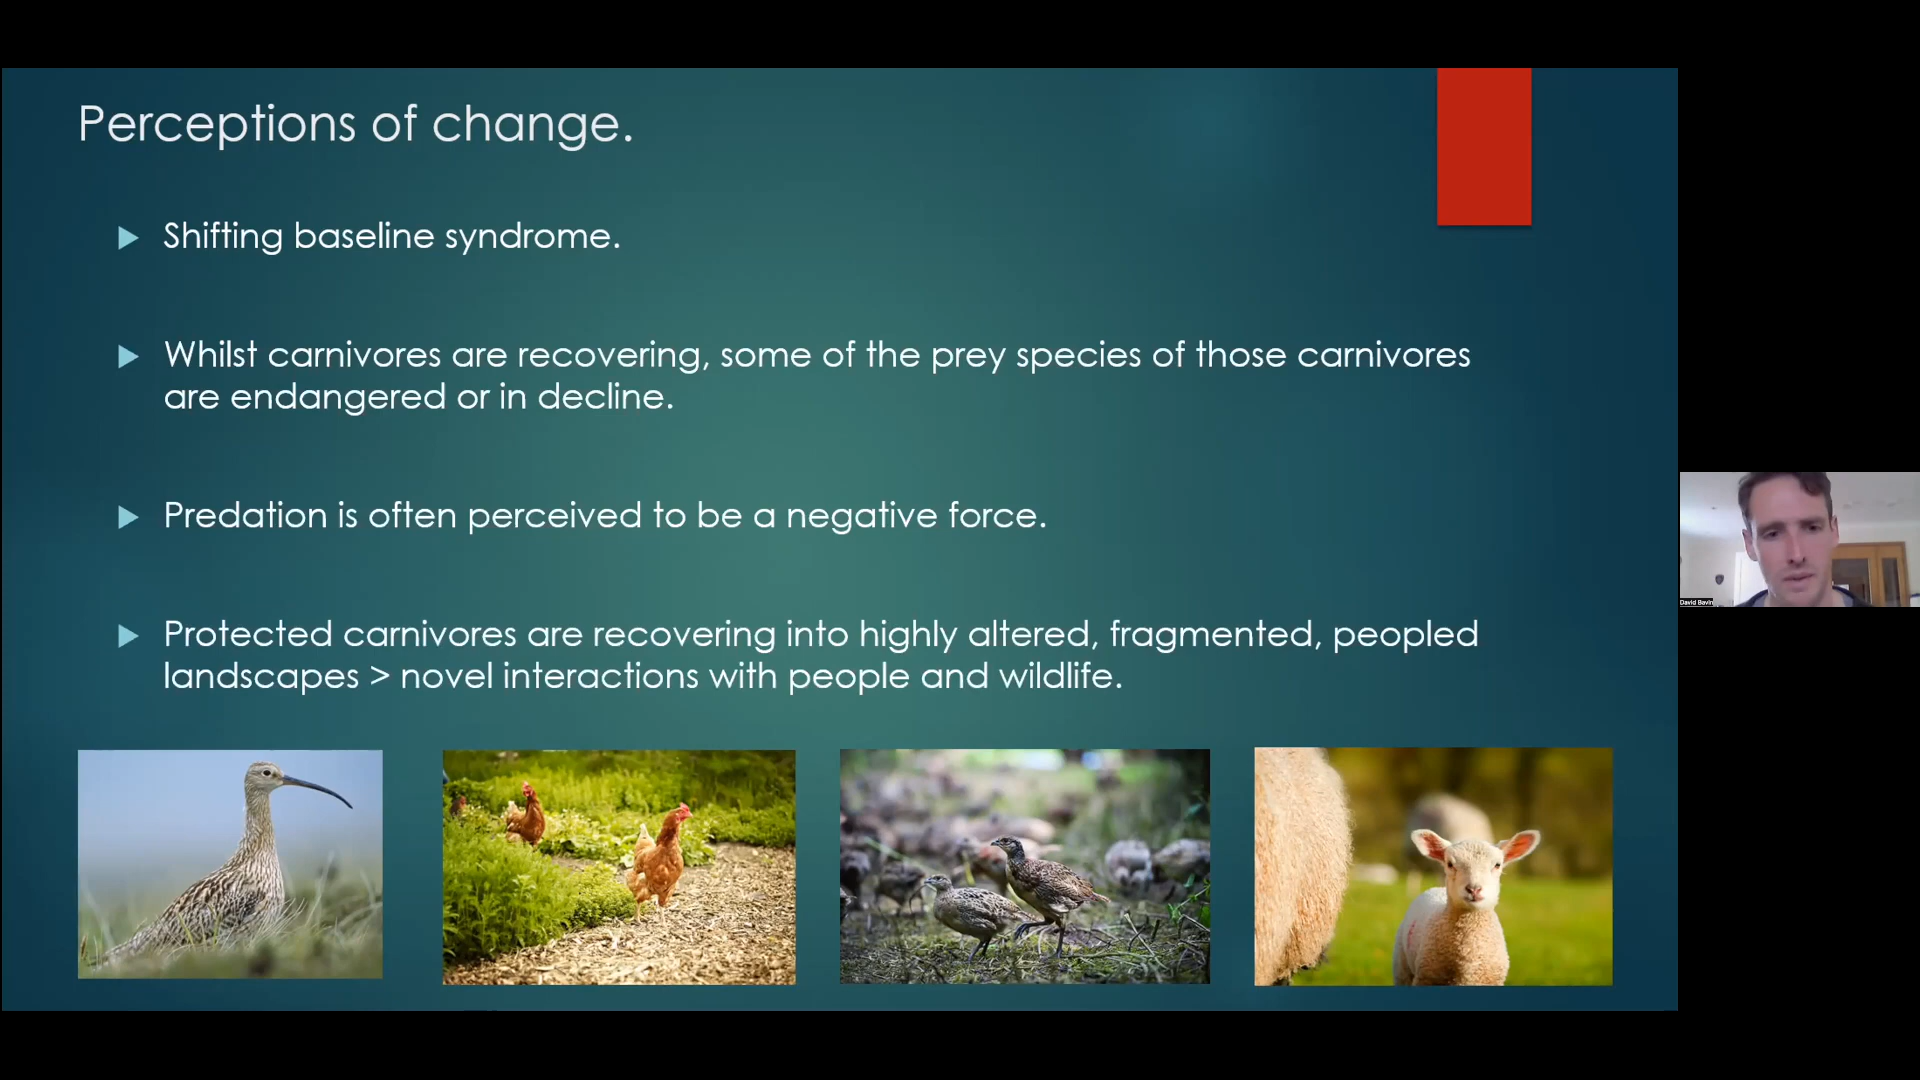 Perceptions of change.
Shifting baseline syndrome.
Whilst carnivores are recovering, some of the prey species of those carnivores
are endangered or in decline.
Predation is often perceived to be a negative force.
Protected carnivores are recovering into highly altered, fragmented, peopled
landscapes > novel interactions with people and wildlife.
David Bavin